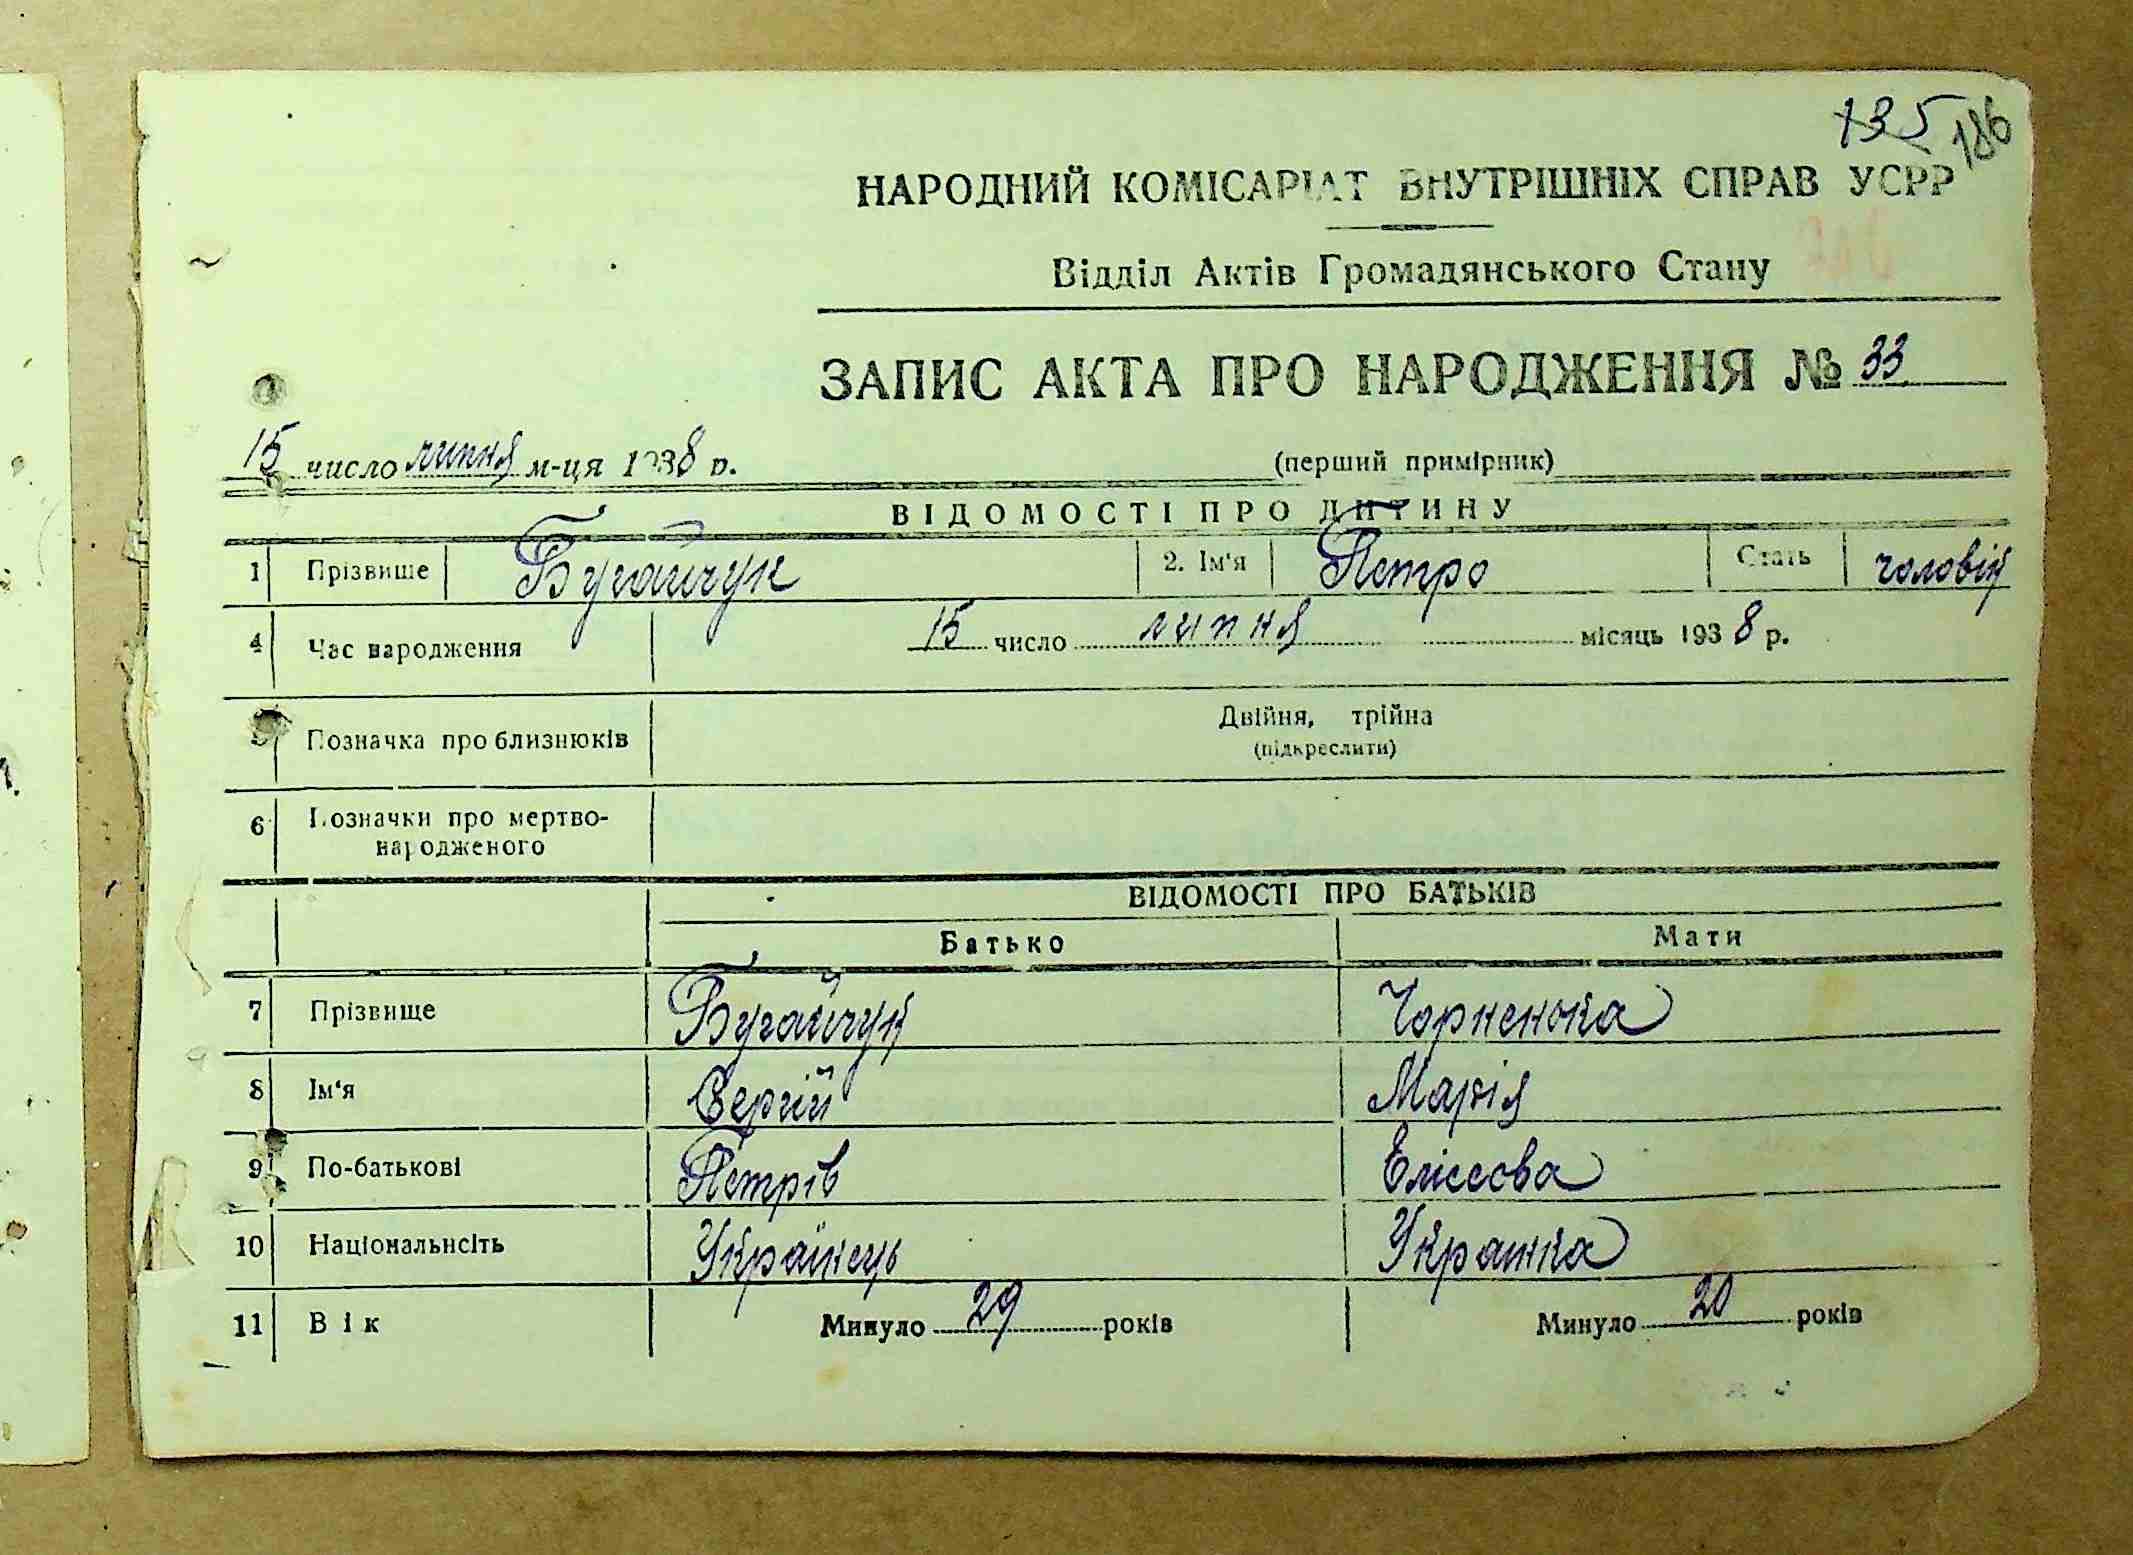 135 186
НАРОДНИЙ КОМІСАРІАТ ВНУТРІШНІХ СПРАВ УСРР
Відділ Актів Громадянського Стану
ЗАПИС АКТА ПРО НАРОДЖЕННЯ № 33
15 число липня м-ця 1938 р.
(перший примірник)
ВІДОМОСТІ ПРО ДИТИНУ
1 Прізвище Бугайчук 2. Ім'я Петро Стать чоловік
4 Час народження 15 число липня місяць 1938 р.
5 Позначка про близнюків Двійня, трійна
(підкреслити)
6 Позначки про мертво-
народженого
ВІДОМОСТІ ПРО БАТЬКІВ
Батько Мати
7 Прізвище Бугайчук Чорненька
8 Ім'я Сергій Марія
9 По-батькові Петрів Елісеєва
10 Національнсіть Українець Українка
11 Вік Минуло 29 років Минуло 20 років